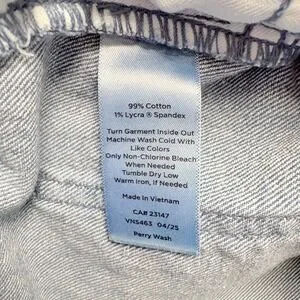 99% Cotton
1% Lycra ® Spandex
Turn Garment Inside Out
Machine Wash Cold With
Like Colors
Only Non-Chlorine Bleach
When Needed
Tumble Dry Low
Warm Iron, If Needed
Made In Vietnam
CA# 23147
VNS463 04/25
Perry Wash